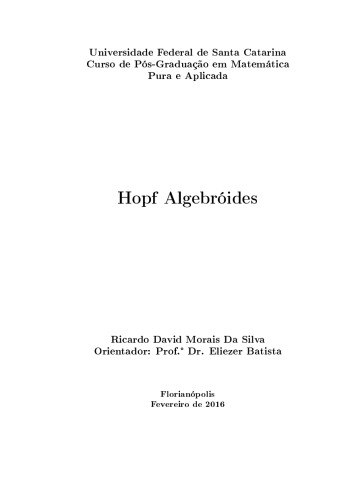 Universidade Federal de Santa Catarina
Curso de Pós-Graduação em Matemática
Pura e Aplicada
Hopf Algebróides
Ricardo David Morais Da Silva
Orientador: Prof.º Dr. Eliezer Batista
Florianópolis
Fevereiro de 2016